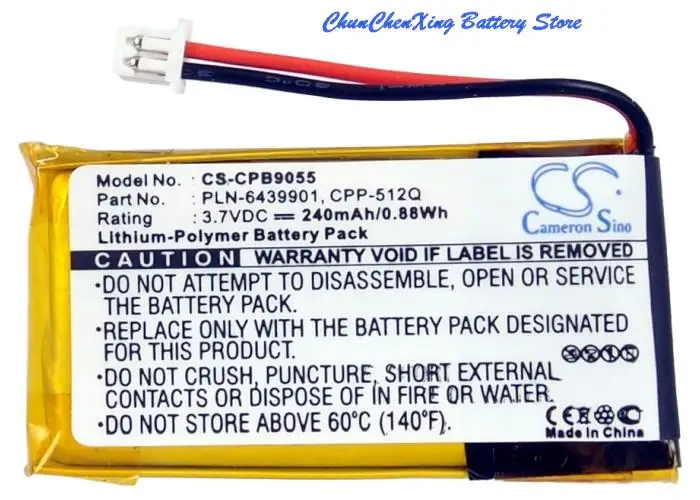 ChunChenXing Battery Store
Model No. : CS-CPB9055
Part No. : PLN-6439901, CPP-512Q
Rating : 3.7VDC ⎓ 240mAh/0.88Wh
Lithium-Polymer Battery Pack
CS
Cameron Sino
CAUTION WARRANTY VOID IF LABEL IS REMOVED
•DO NOT ATTEMPT TO DISASSEMBLE, OPEN OR SERVICE
THE BATTERY PACK.
•REPLACE ONLY WITH THE BATTERY PACK DESIGNATED
FOR THIS PRODUCT.
•DO NOT CRUSH, PUNCTURE, SHORT EXTERNAL
CONTACTS OR DISPOSE OF IN FIRE OR WATER.
•DO NOT STORE ABOVE 60°C (140°F).
CE
Made in China